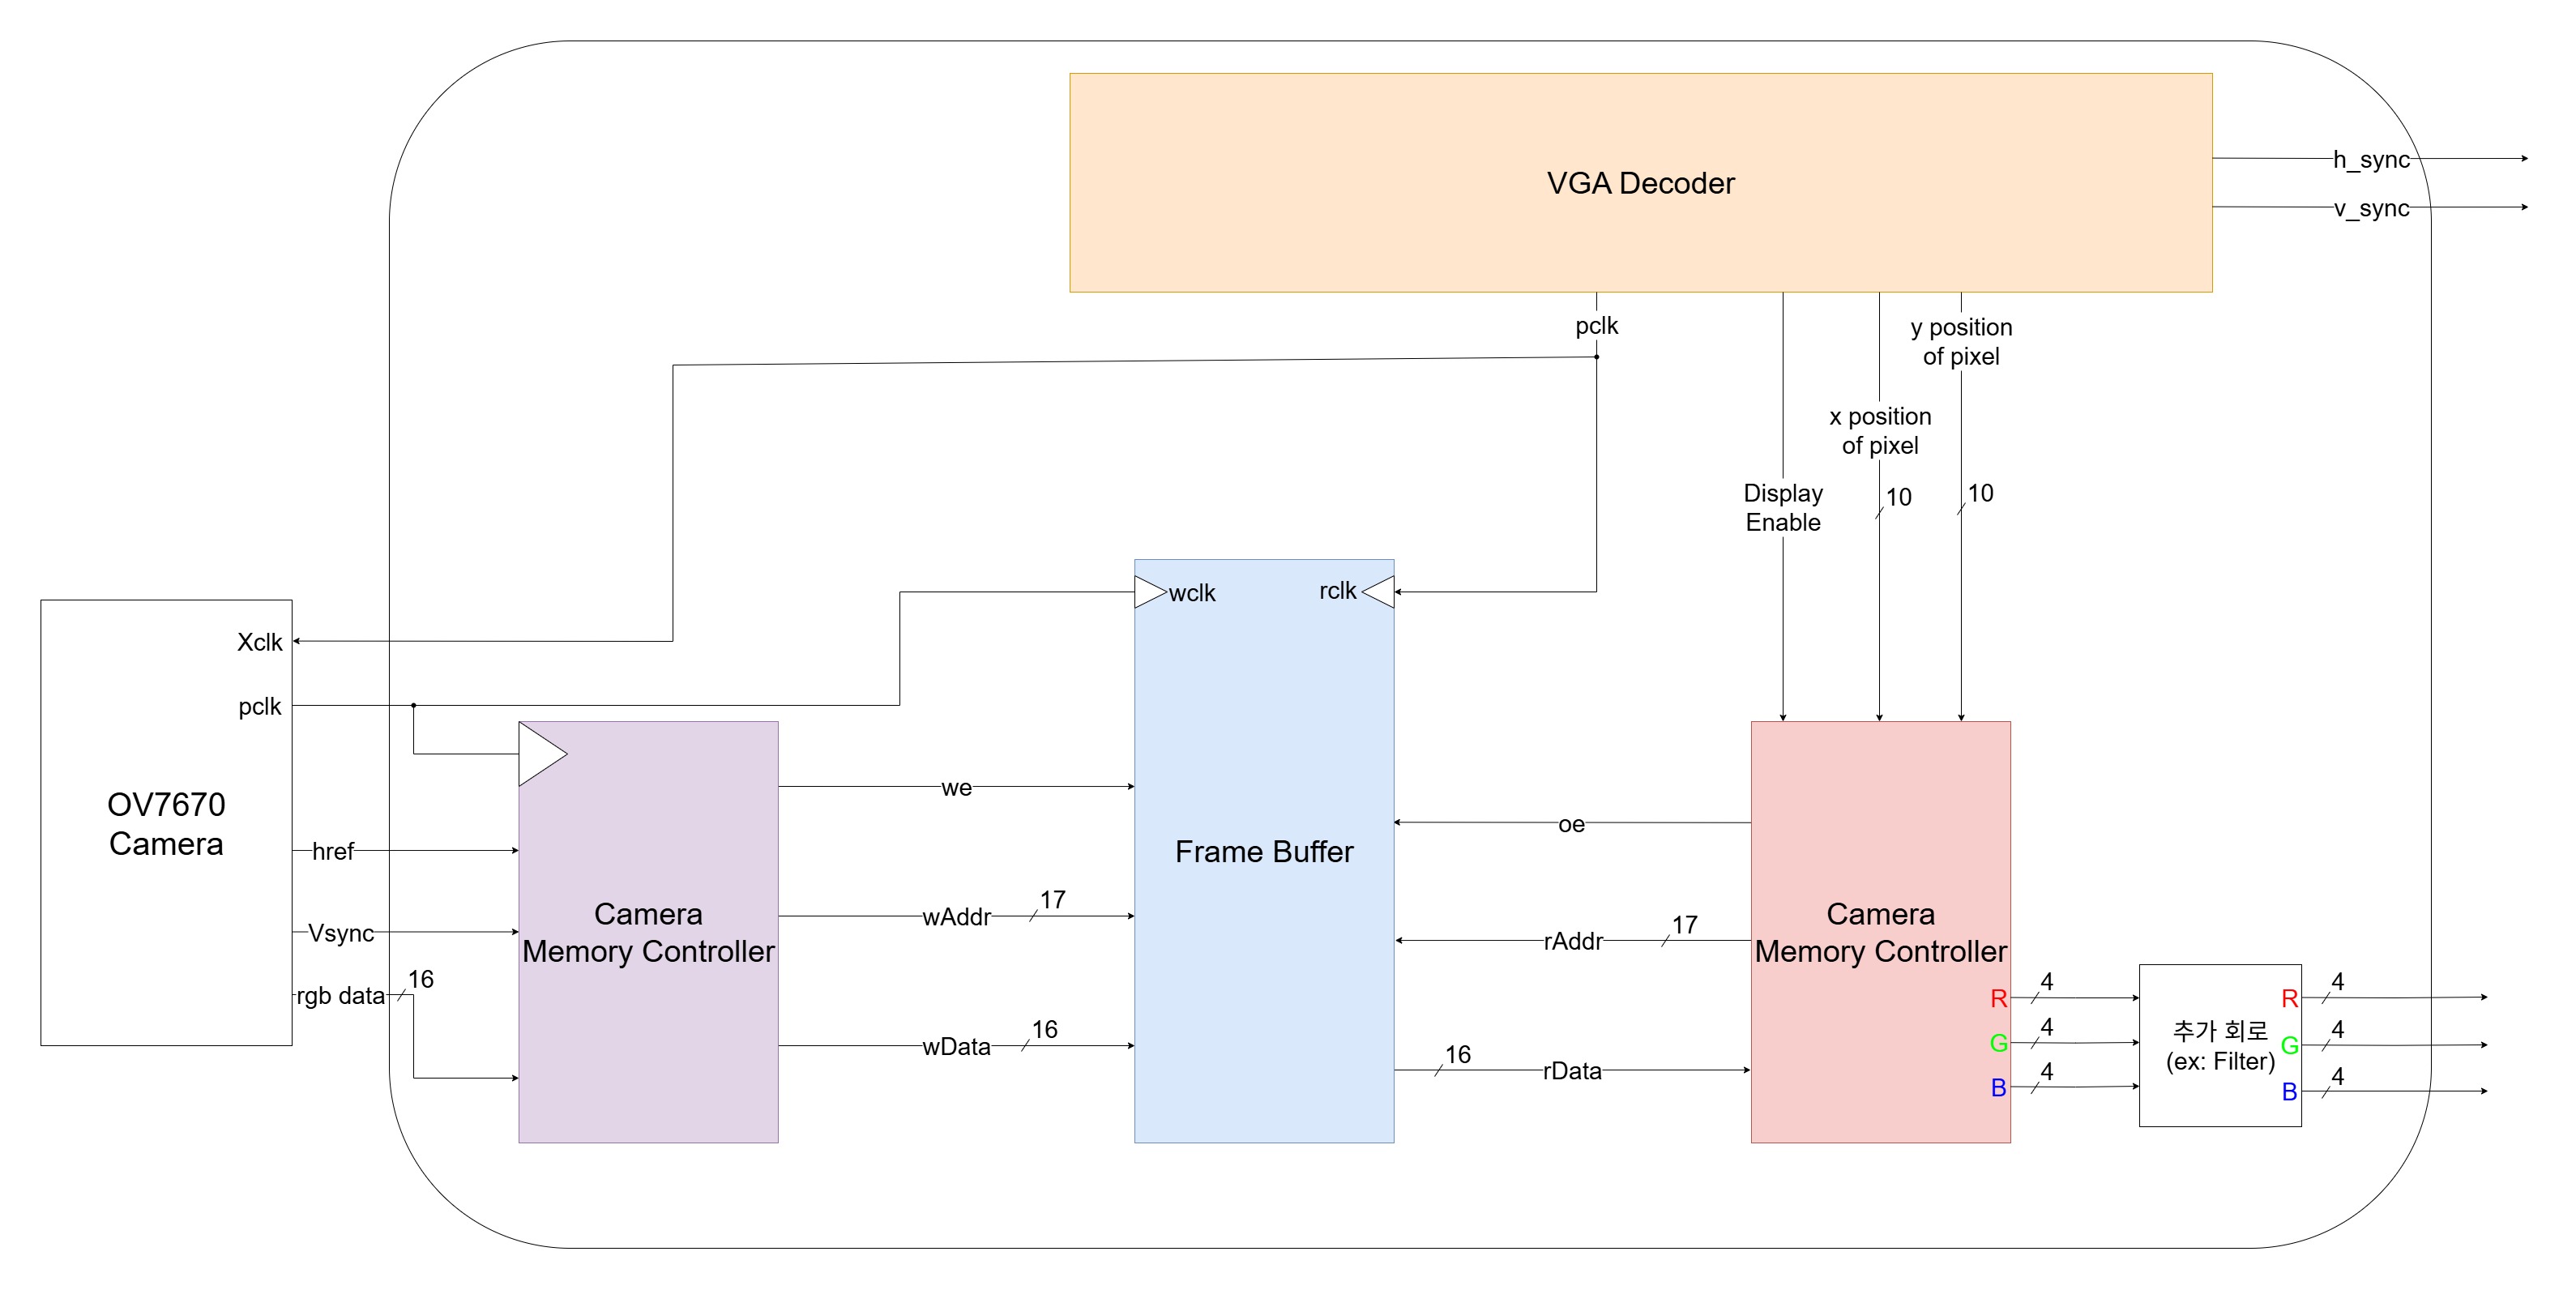 VGA Decoder
h_sync
v_sync
pclk
y position
of pixel
x position
of pixel
10
10
Display
Enable
wclk
rclk
Xclk
pclk
OV7670
Camera
href
Vsync
rgb data
16
Camera
Memory Controller
we
wAddr
17
wData
16
Frame Buffer
oe
rAddr
17
rData
16
Camera
Memory Controller
R
G
B
4
4
4
추가 회로
(ex: Filter)
R
G
B
4
4
4